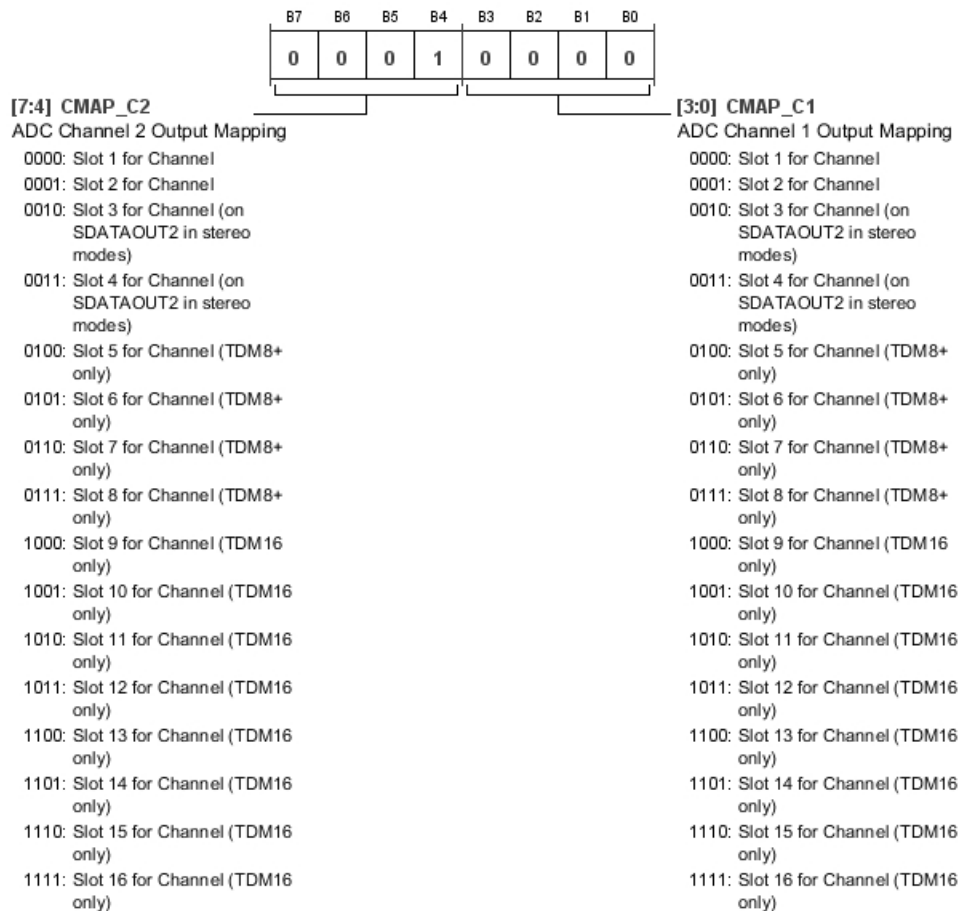 B7 B6 B5 B4 B3 B2 B1 B0
0 0 0 1 0 0 0 0
[7:4] CMAP_C2
ADC Channel 2 Output Mapping
0000: Slot 1 for Channel
0001: Slot 2 for Channel
0010: Slot 3 for Channel (on
SDATAOUT2 in stereo
modes)
0011: Slot 4 for Channel (on
SDATAOUT2 in stereo
modes)
0100: Slot 5 for Channel (TDM8+
only)
0101: Slot 6 for Channel (TDM8+
only)
0110: Slot 7 for Channel (TDM8+
only)
0111: Slot 8 for Channel (TDM8+
only)
1000: Slot 9 for Channel (TDM16
only)
1001: Slot 10 for Channel (TDM16
only)
1010: Slot 11 for Channel (TDM16
only)
1011: Slot 12 for Channel (TDM16
only)
1100: Slot 13 for Channel (TDM16
only)
1101: Slot 14 for Channel (TDM16
only)
1110: Slot 15 for Channel (TDM16
only)
1111: Slot 16 for Channel (TDM16
only)
[3:0] CMAP_C1
ADC Channel 1 Output Mapping
0000: Slot 1 for Channel
0001: Slot 2 for Channel
0010: Slot 3 for Channel (on
SDATAOUT2 in stereo
modes)
0011: Slot 4 for Channel (on
SDATAOUT2 in stereo
modes)
0100: Slot 5 for Channel (TDM8+
only)
0101: Slot 6 for Channel (TDM8+
only)
0110: Slot 7 for Channel (TDM8+
only)
0111: Slot 8 for Channel (TDM8+
only)
1000: Slot 9 for Channel (TDM16
only)
1001: Slot 10 for Channel (TDM16
only)
1010: Slot 11 for Channel (TDM16
only)
1011: Slot 12 for Channel (TDM16
only)
1100: Slot 13 for Channel (TDM16
only)
1101: Slot 14 for Channel (TDM16
only)
1110: Slot 15 for Channel (TDM16
only)
1111: Slot 16 for Channel (TDM16
only)